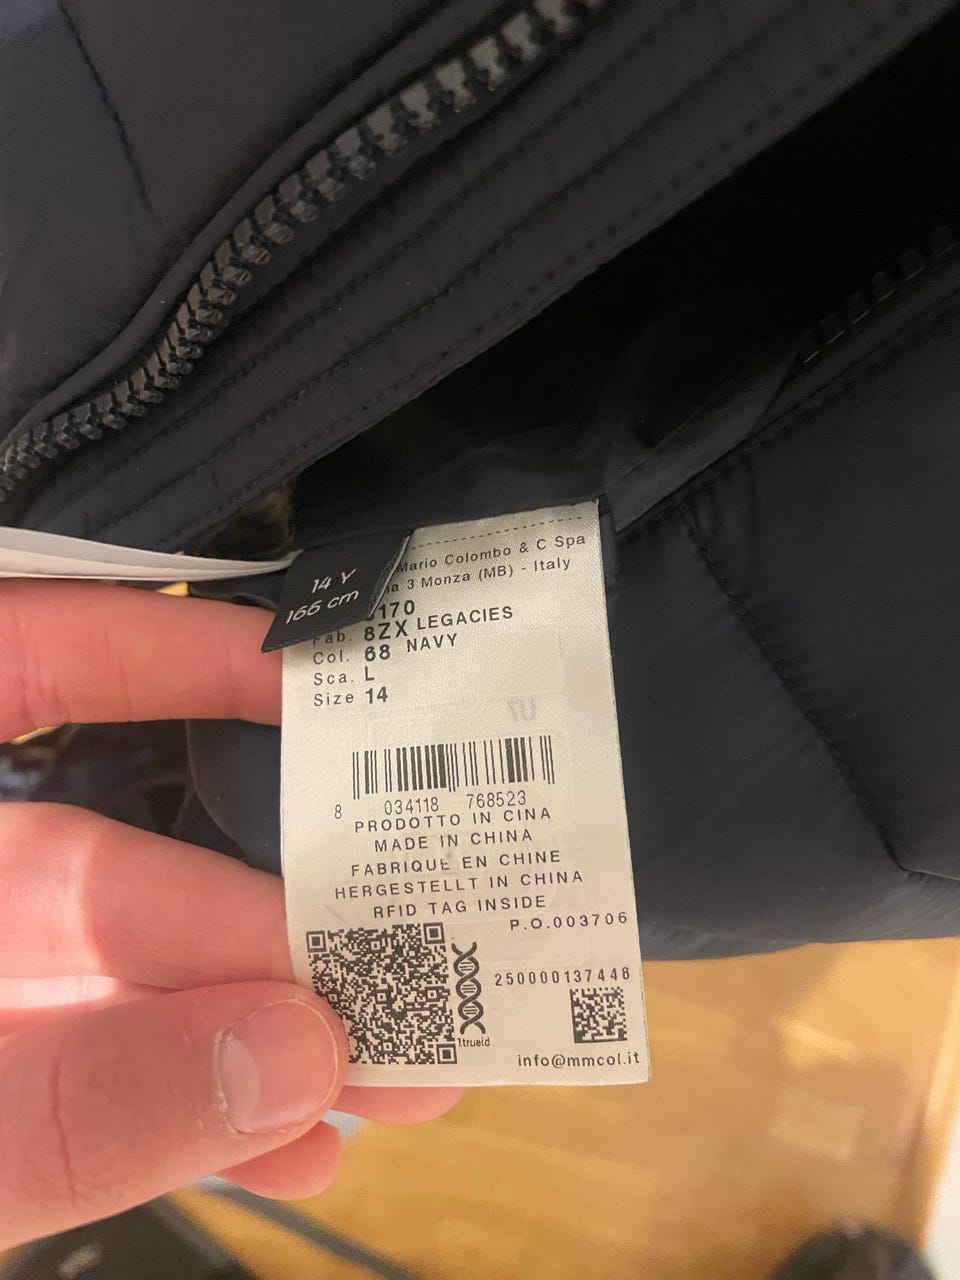 14 Y
166 cm
Mario Colombo & C Spa
3 Monza (MB) - Italy
170
Fab. 8ZX LEGACIES
Col. 68 NAVY
Sca. L
Size 14
U7
8 034118 768523
PRODOTTO IN CINA
MADE IN CHINA
FABRIQUE EN CHINE
HERGESTELLT IN CHINA
RFID TAG INSIDE
P.O.003706
250000137448
1trueid
info@mmcol.it